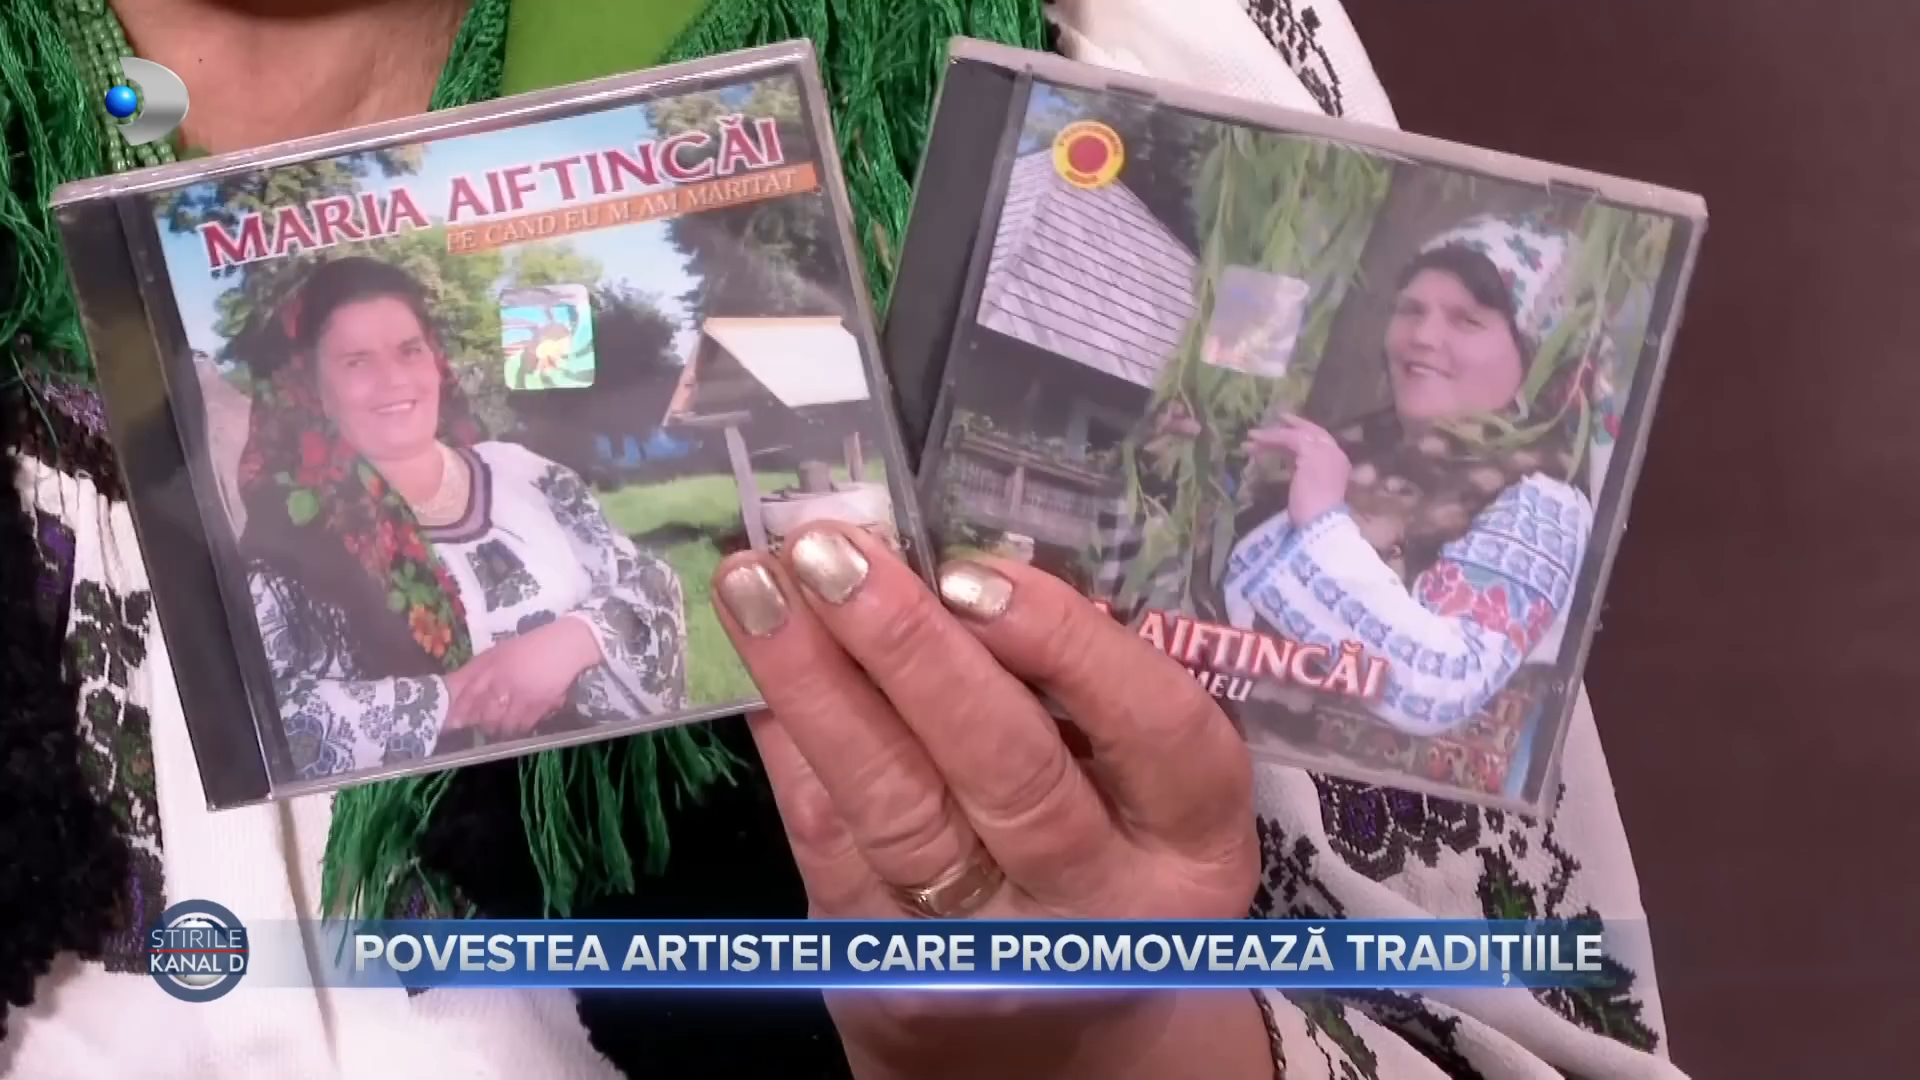 MARIA AIFTINCĂI
PE CÂND EU M-AM MĂRITAT
AIFTINCĂI
MEU
ȘTIRILE
KANAL D
POVESTEA ARTISTEI CARE PROMOVEAZĂ TRADIȚIILE